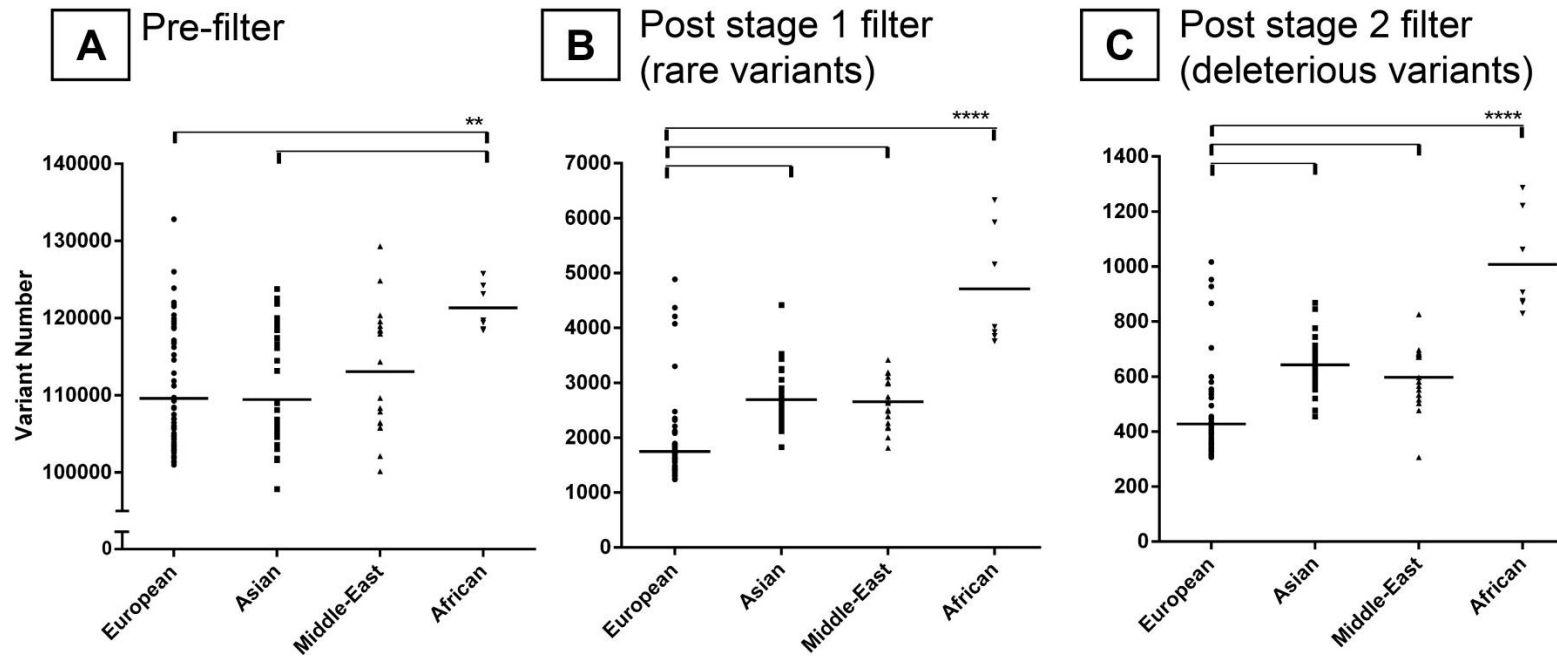 A
Pre-filter
**
140000
130000
120000
110000
100000
0
Variant Number
European
Asian
Middle-East
African
B
Post stage 1 filter
(rare variants)
****
7000
6000
5000
4000
3000
2000
1000
0
European
Asian
Middle-East
African
C
Post stage 2 filter
(deleterious variants)
****
1400
1200
1000
800
600
400
200
0
European
Asian
Middle-East
African